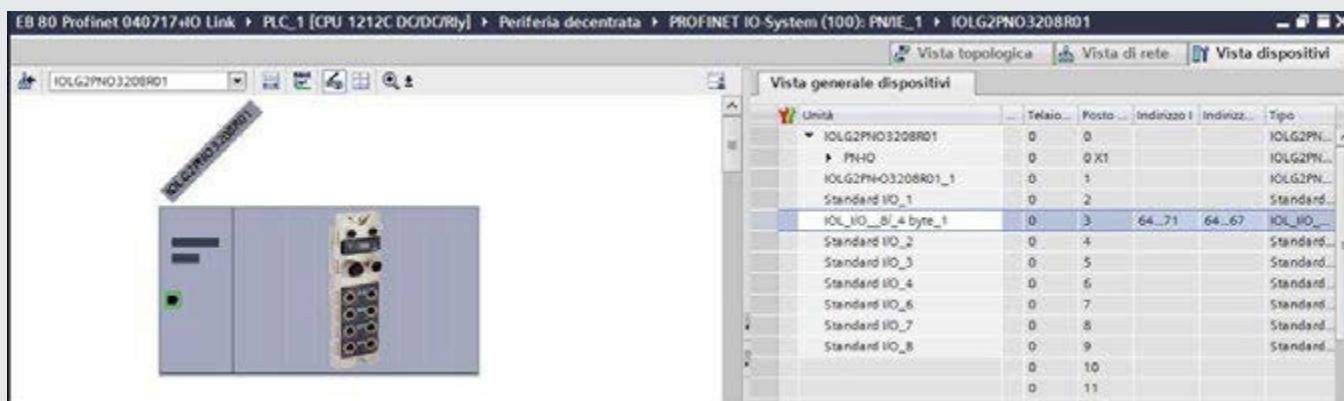 EB 80 Profinet 040717+IO Link ▸ PLC_1 [CPU 1212C DC/DC/Rly] ▸ Periferia decentrata ▸ PROFINET IO-System (100): PN/IE_1 ▸ IOLG2PNO3208R01
Vista topologica Vista di rete Vista dispositivi
IOLG2PNO3208R01
Vista generale dispositivi
IOLG2PNO3208R01
Unità ... Telaio... Posto ... Indirizzo I Indirizz... Tipo
IOLG2PNO3208R01 0 0 IOLG2PN...
PN-IO 0 0 X1 IOLG2PN...
IOLG2PN-O3208R01_1 0 1 IOLG2PN...
Standard I/O_1 0 2 Standard...
IOL_I/O__8/_4 byte_1 0 3 64...71 64...67 IOL_I/O_...
Standard I/O_2 0 4 Standard...
Standard I/O_3 0 5 Standard...
Standard I/O_4 0 6 Standard...
Standard I/O_6 0 7 Standard...
Standard I/O_7 0 8 Standard...
Standard I/O_8 0 9 Standard...
0 10
0 11